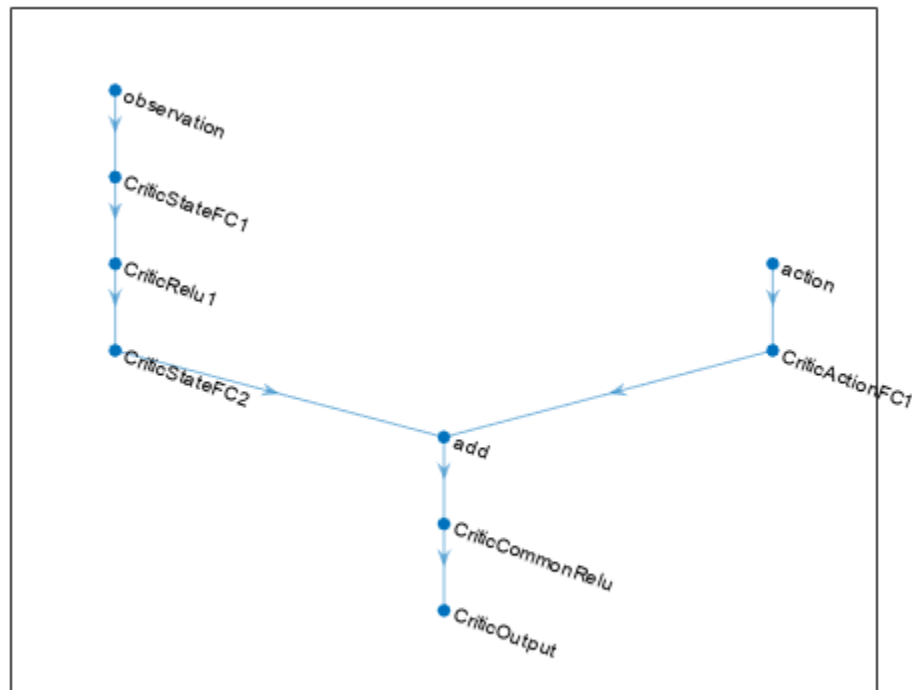 observation
CriticStateFC1
CriticRelu1
action
CriticStateFC2
CriticActionFC1
add
CriticCommonRelu
CriticOutput